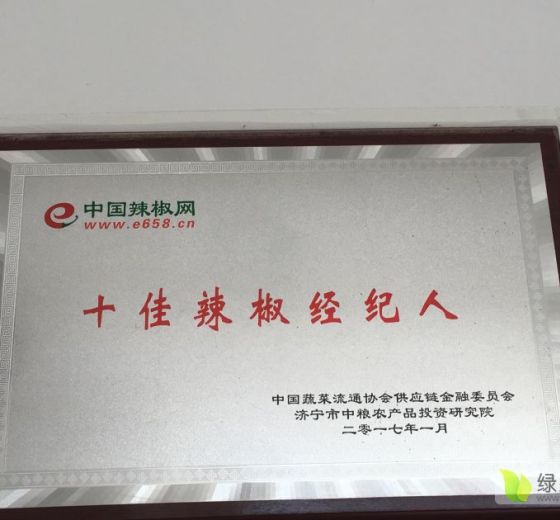 中国辣椒网
www.e658.cn
十佳辣椒经纪人
中国蔬菜流通协会供应链金融委员会
济宁市中粮农产品投资研究院
二零一七年一月
绿